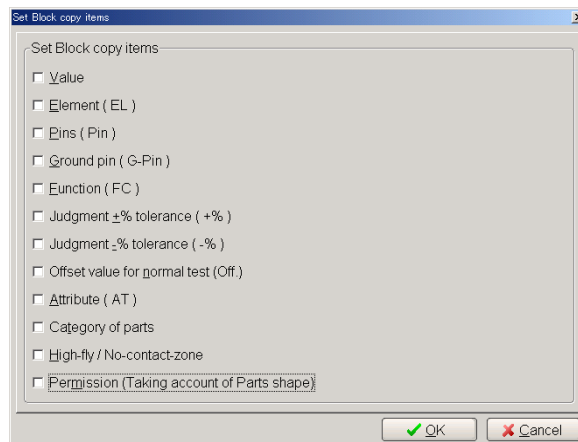 Set Block copy items
Set Block copy items
Value
Element ( EL )
Pins ( Pin )
Ground pin ( G-Pin )
Function ( FC )
Judgment +% tolerance ( +% )
Judgment -% tolerance ( -% )
Offset value for normal test (Off.)
Attribute ( AT )
Category of parts
High-fly / No-contact-zone
Permission (Taking account of Parts shape)
OK
Cancel